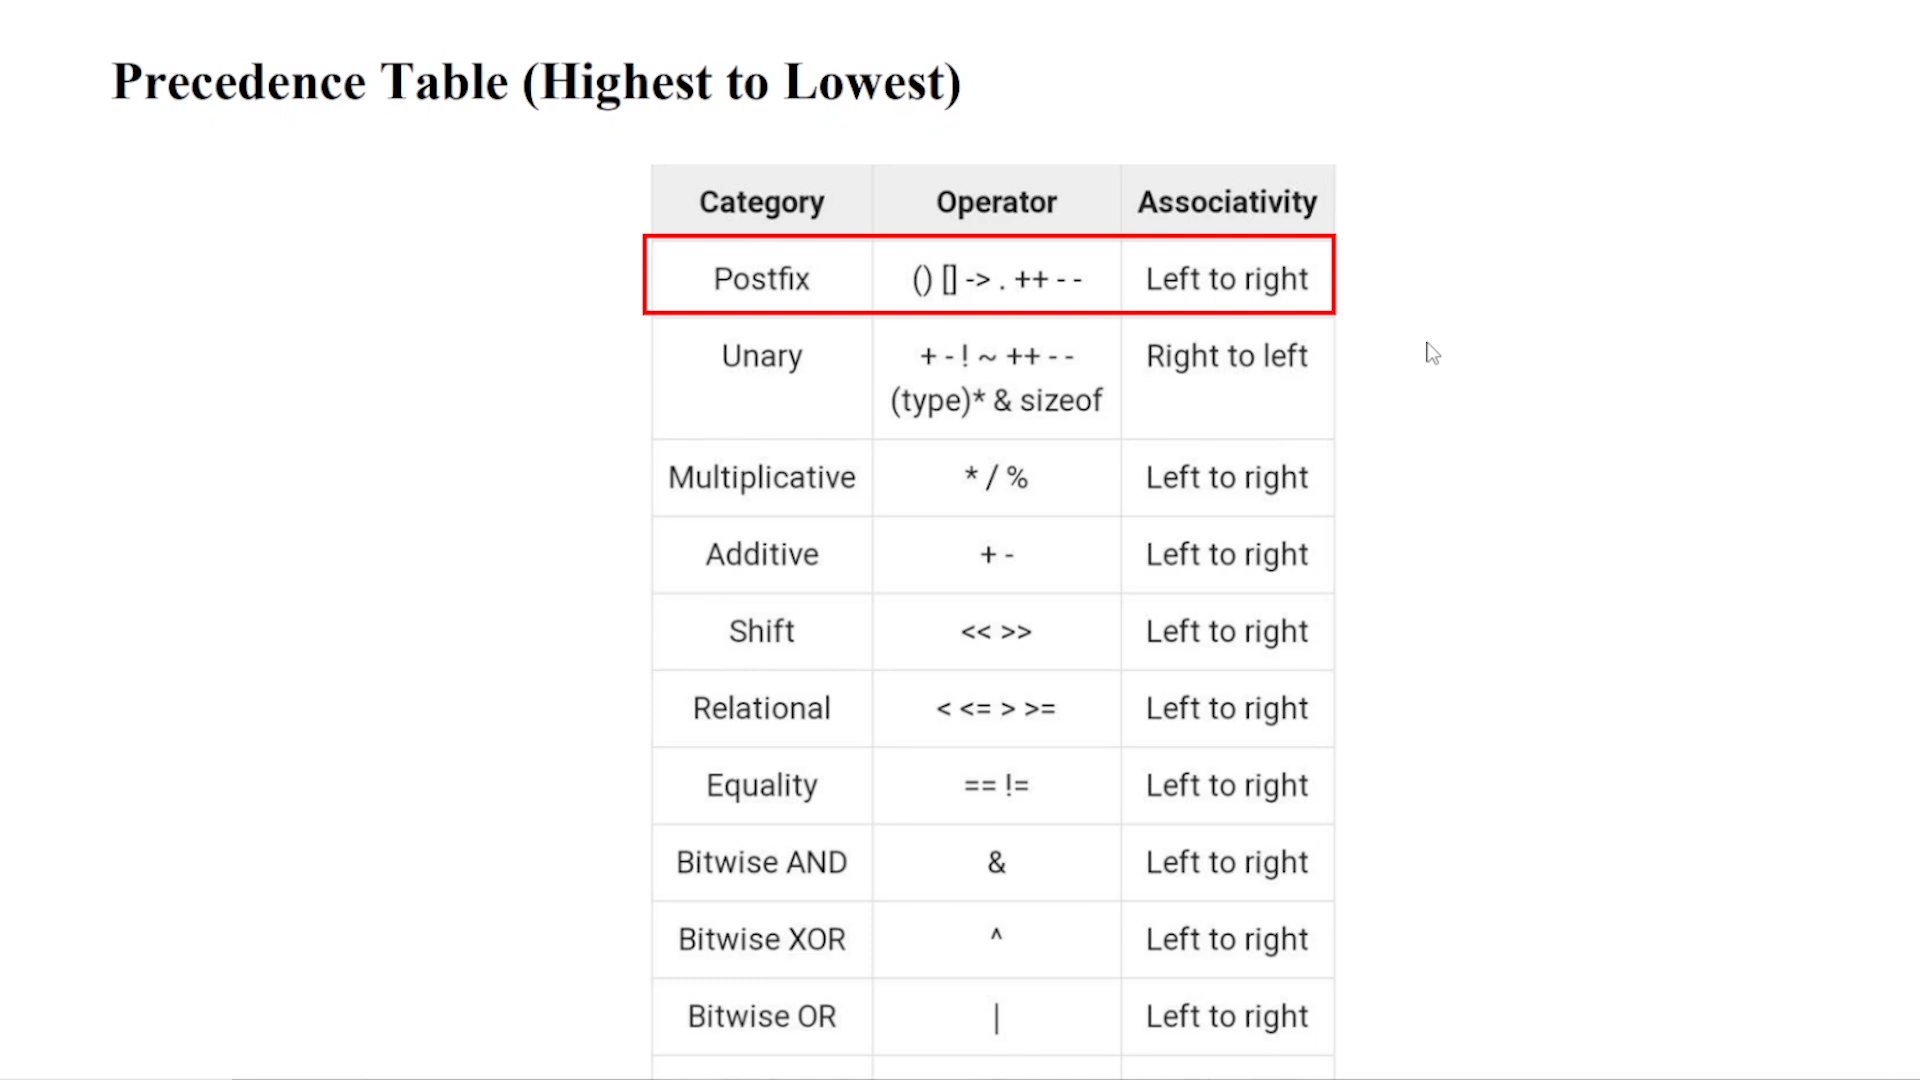 Precedence Table (Highest to Lowest)
Category Operator Associativity
Postfix () [] -> . ++ - - Left to right
Unary + - ! ~ ++ - - Right to left
(type)* & sizeof
Multiplicative * / % Left to right
Additive + - Left to right
Shift << >> Left to right
Relational < <= > >= Left to right
Equality == != Left to right
Bitwise AND & Left to right
Bitwise XOR ^ Left to right
Bitwise OR | Left to right